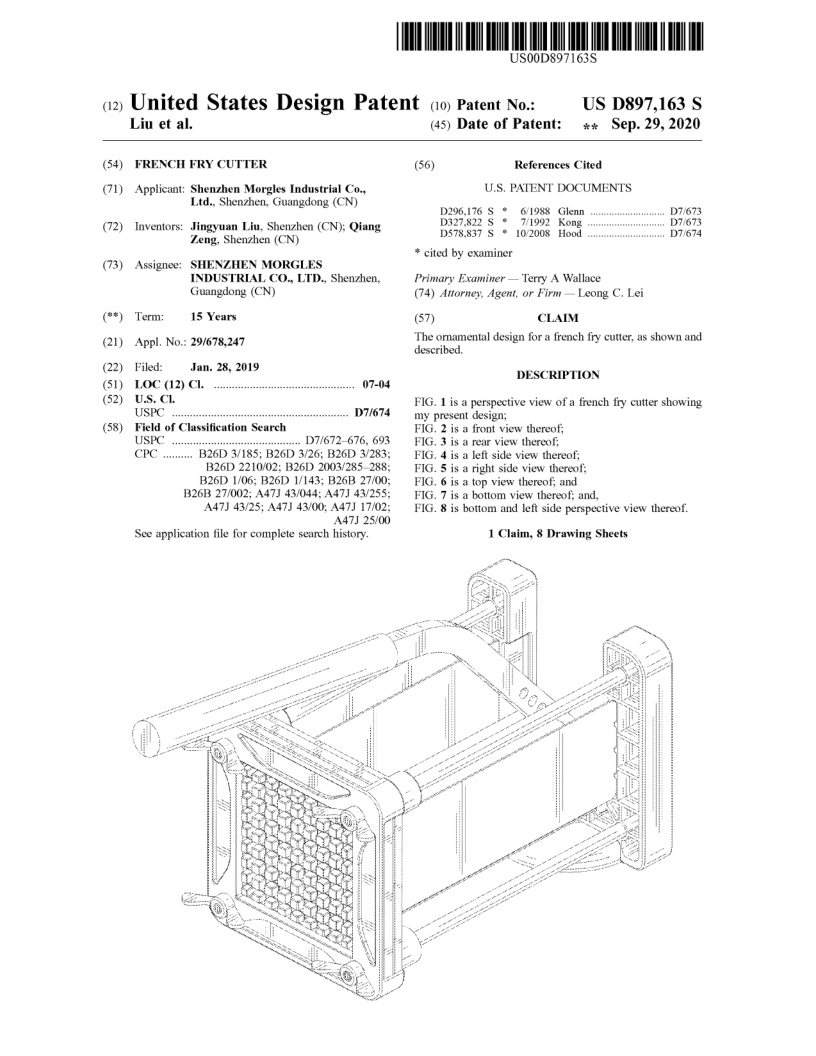 US00D897163S
(12) United States Design Patent
Liu et al.
(10) Patent No.: US D897,163 S
(45) Date of Patent: ** Sep. 29, 2020
(54) FRENCH FRY CUTTER
(71) Applicant: Shenzhen Morgles Industrial Co.,
Ltd., Shenzhen, Guangdong (CN)
(72) Inventors: Jingyuan Liu, Shenzhen (CN); Qiang
Zeng, Shenzhen (CN)
(73) Assignee: SHENZHEN MORGLES
INDUSTRIAL CO., LTD., Shenzhen,
Guangdong (CN)
(**) Term: 15 Years
(21) Appl. No.: 29/678,247
(22) Filed: Jan. 28, 2019
(51) LOC (12) Cl. ............................................... 07-04
(52) U.S. Cl.
USPC ........................................................... D7/674
(58) Field of Classification Search
USPC ........................................... D7/672–676, 693
CPC .......... B26D 3/185; B26D 3/26; B26D 3/283;
B26D 2210/02; B26D 2003/285–288;
B26D 1/06; B26D 1/143; B26B 27/00;
B26B 27/002; A47J 43/044; A47J 43/255;
A47J 43/25; A47J 43/00; A47J 17/02;
A47J 25/00
See application file for complete search history.
(56) References Cited
U.S. PATENT DOCUMENTS
D296,176 S * 6/1988 Glenn ........................... D7/673
D327,822 S * 7/1992 Kong ............................ D7/673
D578,837 S * 10/2008 Hood ............................ D7/674
* cited by examiner
Primary Examiner — Terry A Wallace
(74) Attorney, Agent, or Firm — Leong C. Lei
(57) CLAIM
The ornamental design for a french fry cutter, as shown and
described.
DESCRIPTION
FIG. 1 is a perspective view of a french fry cutter showing
my present design;
FIG. 2 is a front view thereof;
FIG. 3 is a rear view thereof;
FIG. 4 is a left side view thereof;
FIG. 5 is a right side view thereof;
FIG. 6 is a top view thereof; and
FIG. 7 is a bottom view thereof; and,
FIG. 8 is bottom and left side perspective view thereof.
1 Claim, 8 Drawing Sheets